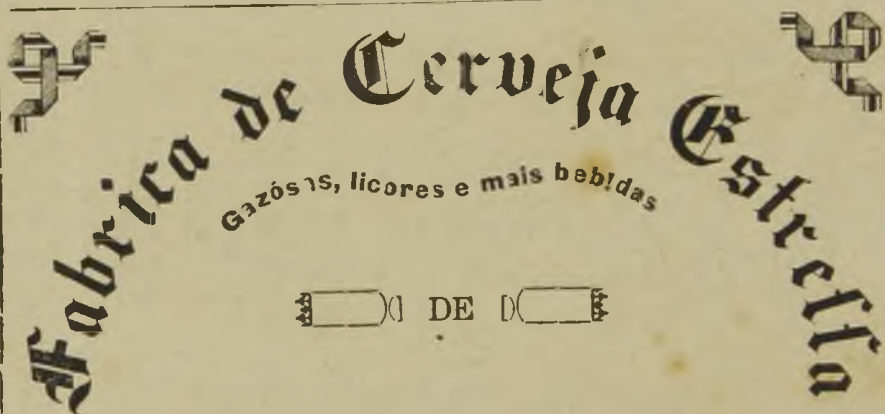 Fabrica de Cerveja Estrella
Gazósas, licores e mais bebidas
DE